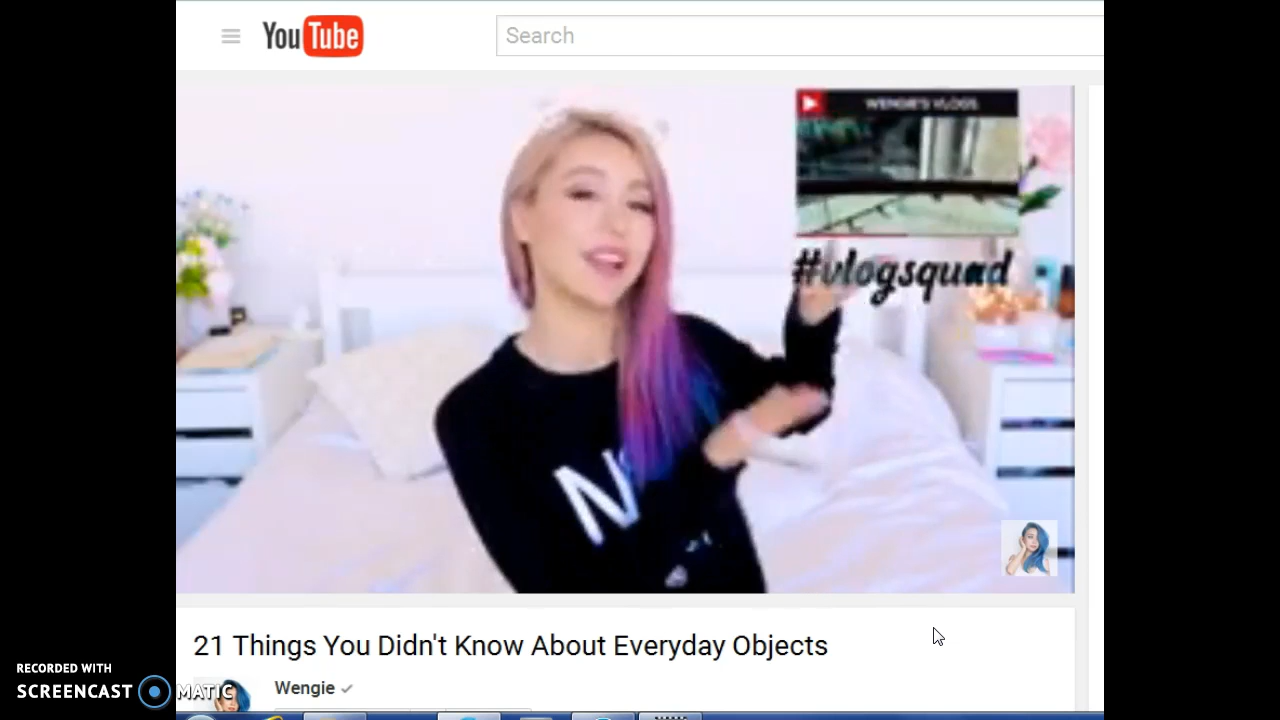 YouTube
Search
WENGIE'S VLOGS
#vlogsquad
N
21 Things You Didn't Know About Everyday Objects
Wengie
RECORDED WITH
SCREENCAST MATIC